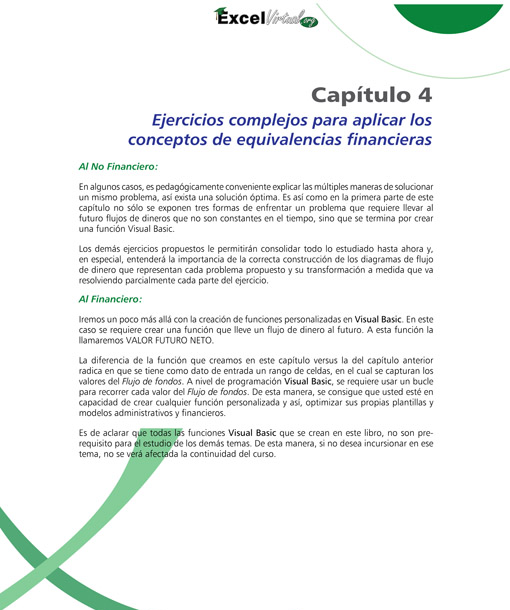 ExcelVirtual.org
Capítulo 4
Ejercicios complejos para aplicar los
conceptos de equivalencias financieras
Al No Financiero:
En algunos casos, es pedagógicamente conveniente explicar las múltiples maneras de solucionar
un mismo problema, así exista una solución óptima. Es así como en la primera parte de este
capítulo no sólo se exponen tres formas de enfrentar un problema que requiere llevar al
futuro flujos de dineros que no son constantes en el tiempo, sino que se termina por crear
una función Visual Basic.
Los demás ejercicios propuestos le permitirán consolidar todo lo estudiado hasta ahora y,
en especial, entenderá la importancia de la correcta construcción de los diagramas de flujo
de dinero que representan cada problema propuesto y su transformación a medida que va
resolviendo parcialmente cada parte del ejercicio.
Al Financiero:
Iremos un poco más allá con la creación de funciones personalizadas en Visual Basic. En este
caso se requiere crear una función que lleve un flujo de dinero al futuro. A esta función la
llamaremos VALOR FUTURO NETO.
La diferencia de la función que creamos en este capítulo versus la del capítulo anterior
radica en que se tiene como dato de entrada un rango de celdas, en el cual se capturan los
valores del Flujo de fondos. A nivel de programación Visual Basic, se requiere usar un bucle
para recorrer cada valor del Flujo de fondos. De esta manera, se consigue que usted esté en
capacidad de crear cualquier función personalizada y así, optimizar sus propias plantillas y
modelos administrativos y financieros.
Es de aclarar que todas las funciones Visual Basic que se crean en este libro, no son pre-
requisito para el estudio de los demás temas. De esta manera, si no desea incursionar en ese
tema, no se verá afectada la continuidad del curso.